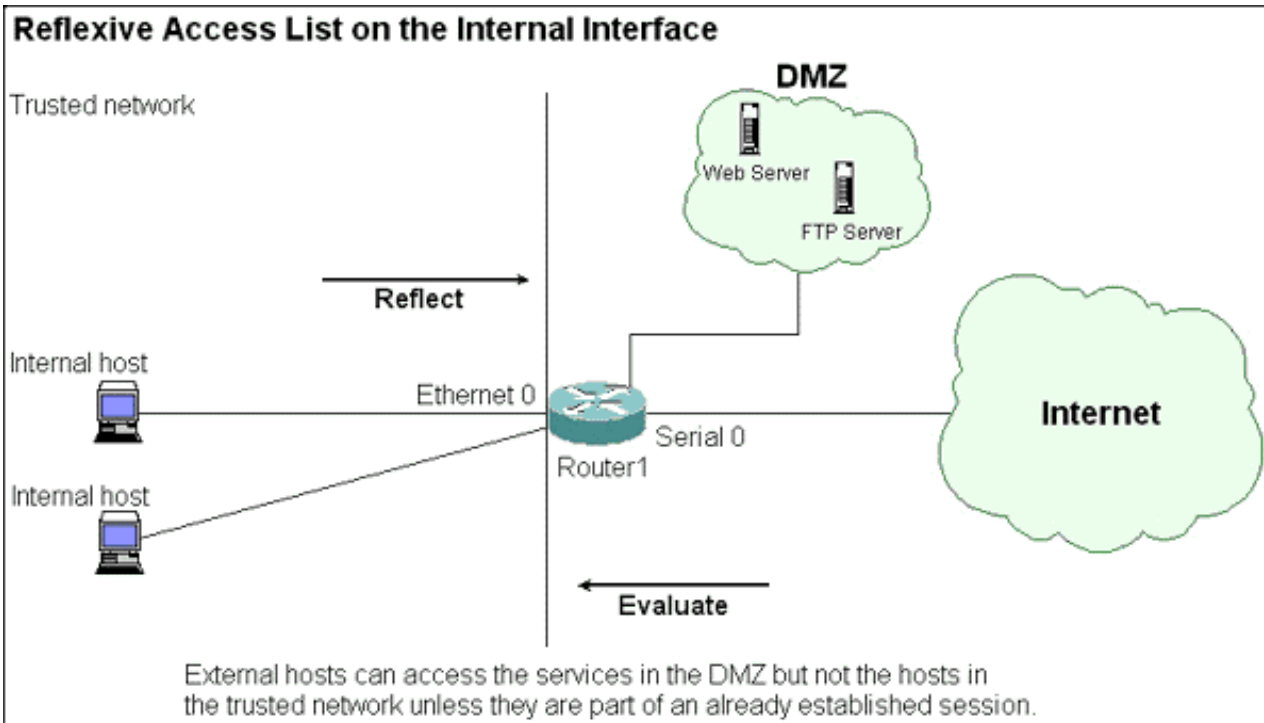 Reflexive Access List on the Internal Interface
DMZ
Trusted network
Web Server
FTP Server
Reflect
Internal host
Ethernet 0
Internet
Serial 0
Router1
Internal host
Evaluate
External hosts can access the services in the DMZ but not the hosts in
the trusted network unless they are part of an already established session.